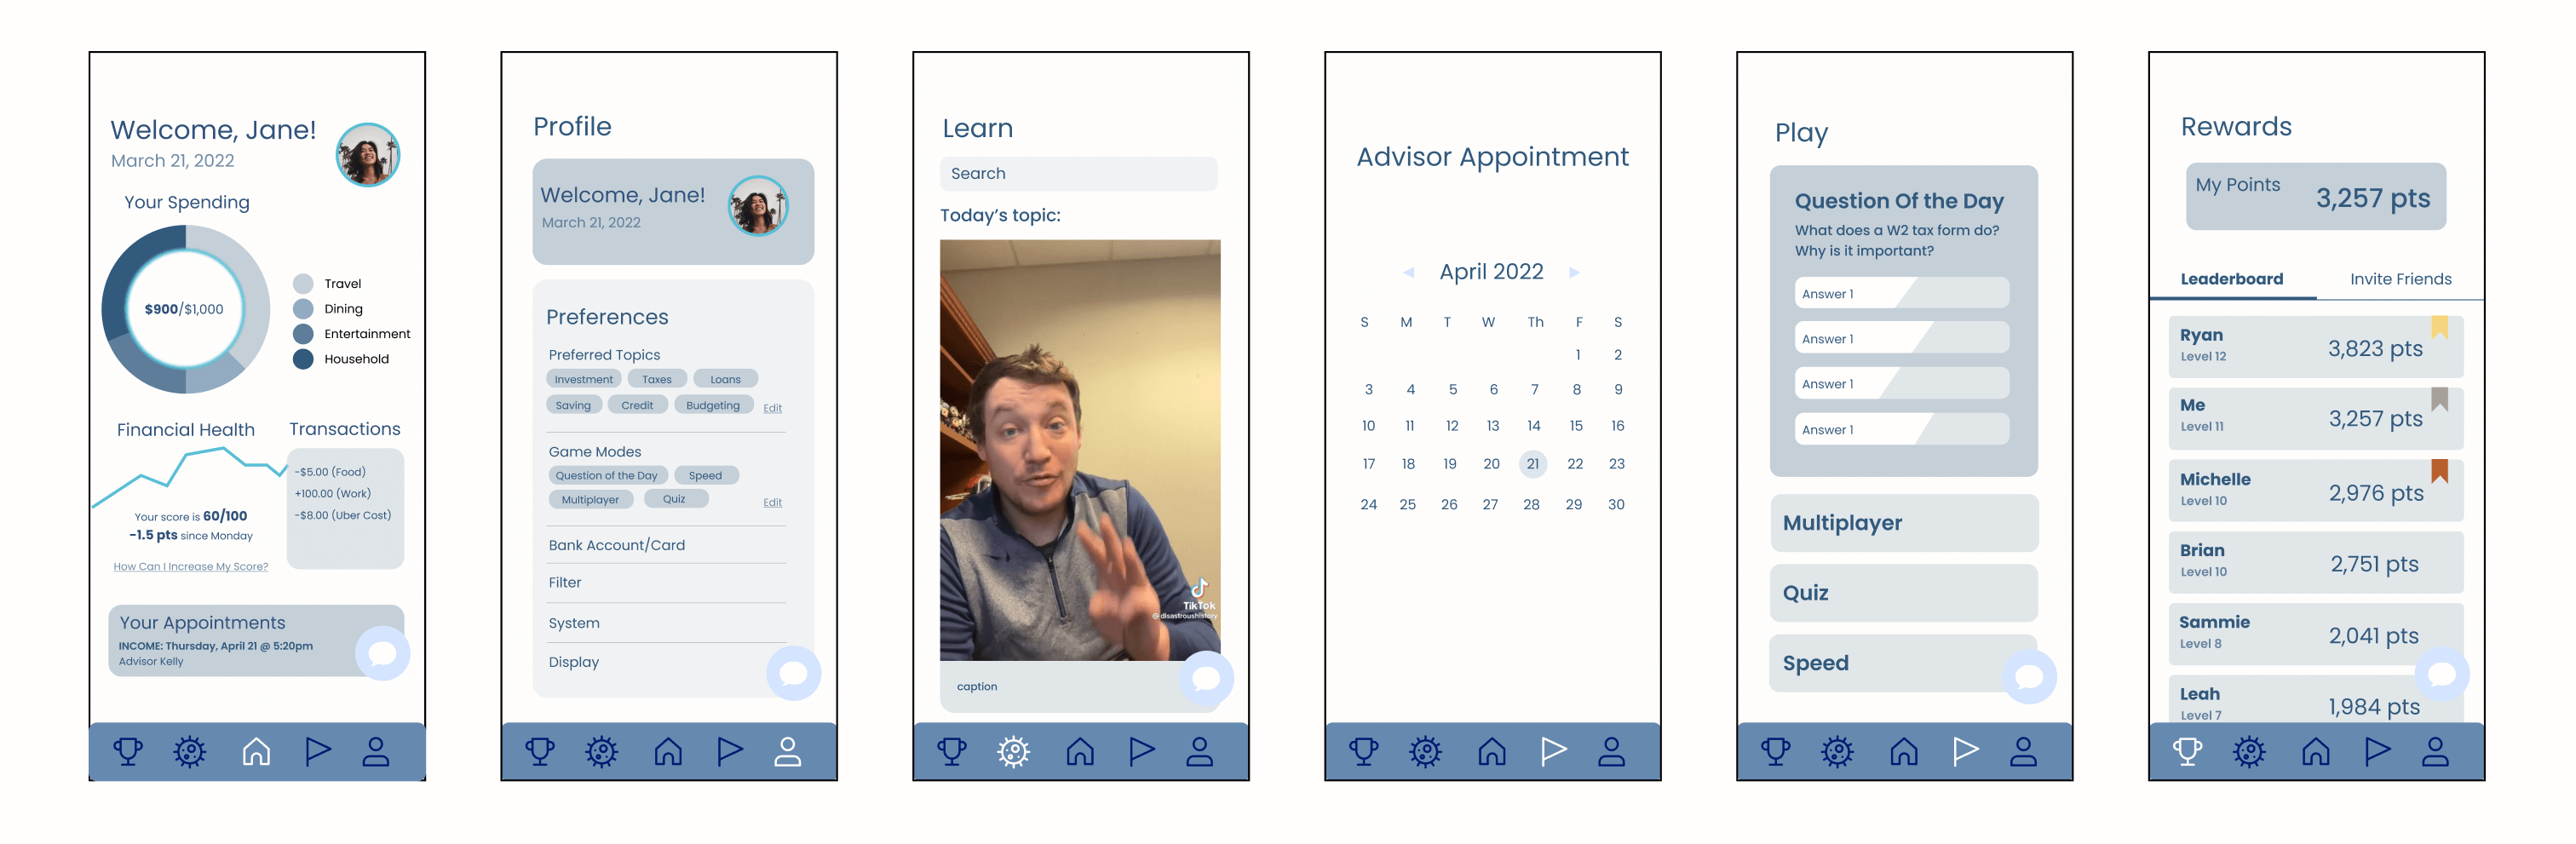 Welcome, Jane!
March 21, 2022
Your Spending
$900/$1,000
Travel
Dining
Entertainment
Household
Financial Health
Your score is 60/100
-1.5 pts since Monday
How Can I Increase My Score?
Transactions
-$5.00 (Food)
+100.00 (Work)
-$8.00 (Uber Cost)
Your Appointments
INCOME: Thursday, April 21 @ 5:20pm
Advisor Kelly
Profile
Welcome, Jane!
March 21, 2022
Preferences
Preferred Topics
Investment Taxes Loans
Saving Credit Budgeting Edit
Game Modes
Question of the Day Speed
Multiplayer Quiz Edit
Bank Account/Card
Filter
System
Display
Learn
Search
Today's topic:
TikTok
@disastroushistory
caption
Advisor Appointment
April 2022
S M T W Th F S
1 2
3 4 5 6 7 8 9
10 11 12 13 14 15 16
17 18 19 20 21 22 23
24 25 26 27 28 29 30
Play
Question Of the Day
What does a W2 tax form do?
Why is it important?
Answer 1
Answer 1
Answer 1
Answer 1
Multiplayer
Quiz
Speed
Rewards
My Points 3,257 pts
Leaderboard Invite Friends
Ryan
Level 12
3,823 pts
Me
Level 11
3,257 pts
Michelle
Level 10
2,976 pts
Brian
Level 10
2,751 pts
Sammie
Level 8
2,041 pts
Leah
Level 7
1,984 pts